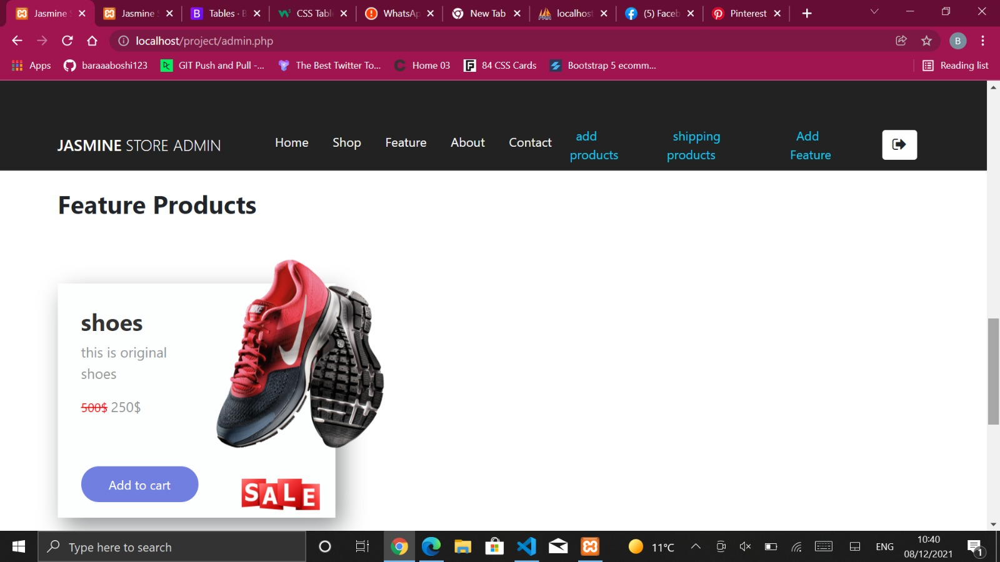 Jasmine S
Jasmine S
Tables · B
CSS Tabl
WhatsAp
New Tab
localhost
(5) Faceb
Pinterest
localhost/project/admin.php
B
Apps
baraaaboshi123
GIT Push and Pull -...
The Best Twitter To...
Home 03
84 CSS Cards
Bootstrap 5 ecomm...
Reading list
JASMINE STORE ADMIN
Home
Shop
Feature
About
Contact
add
products
shipping
products
Add
Feature
Feature Products
shoes
this is original
shoes
500$ 250$
NIKE
Add to cart
SALE
Type here to search
11°C
ENG
10:40
08/12/2021
1